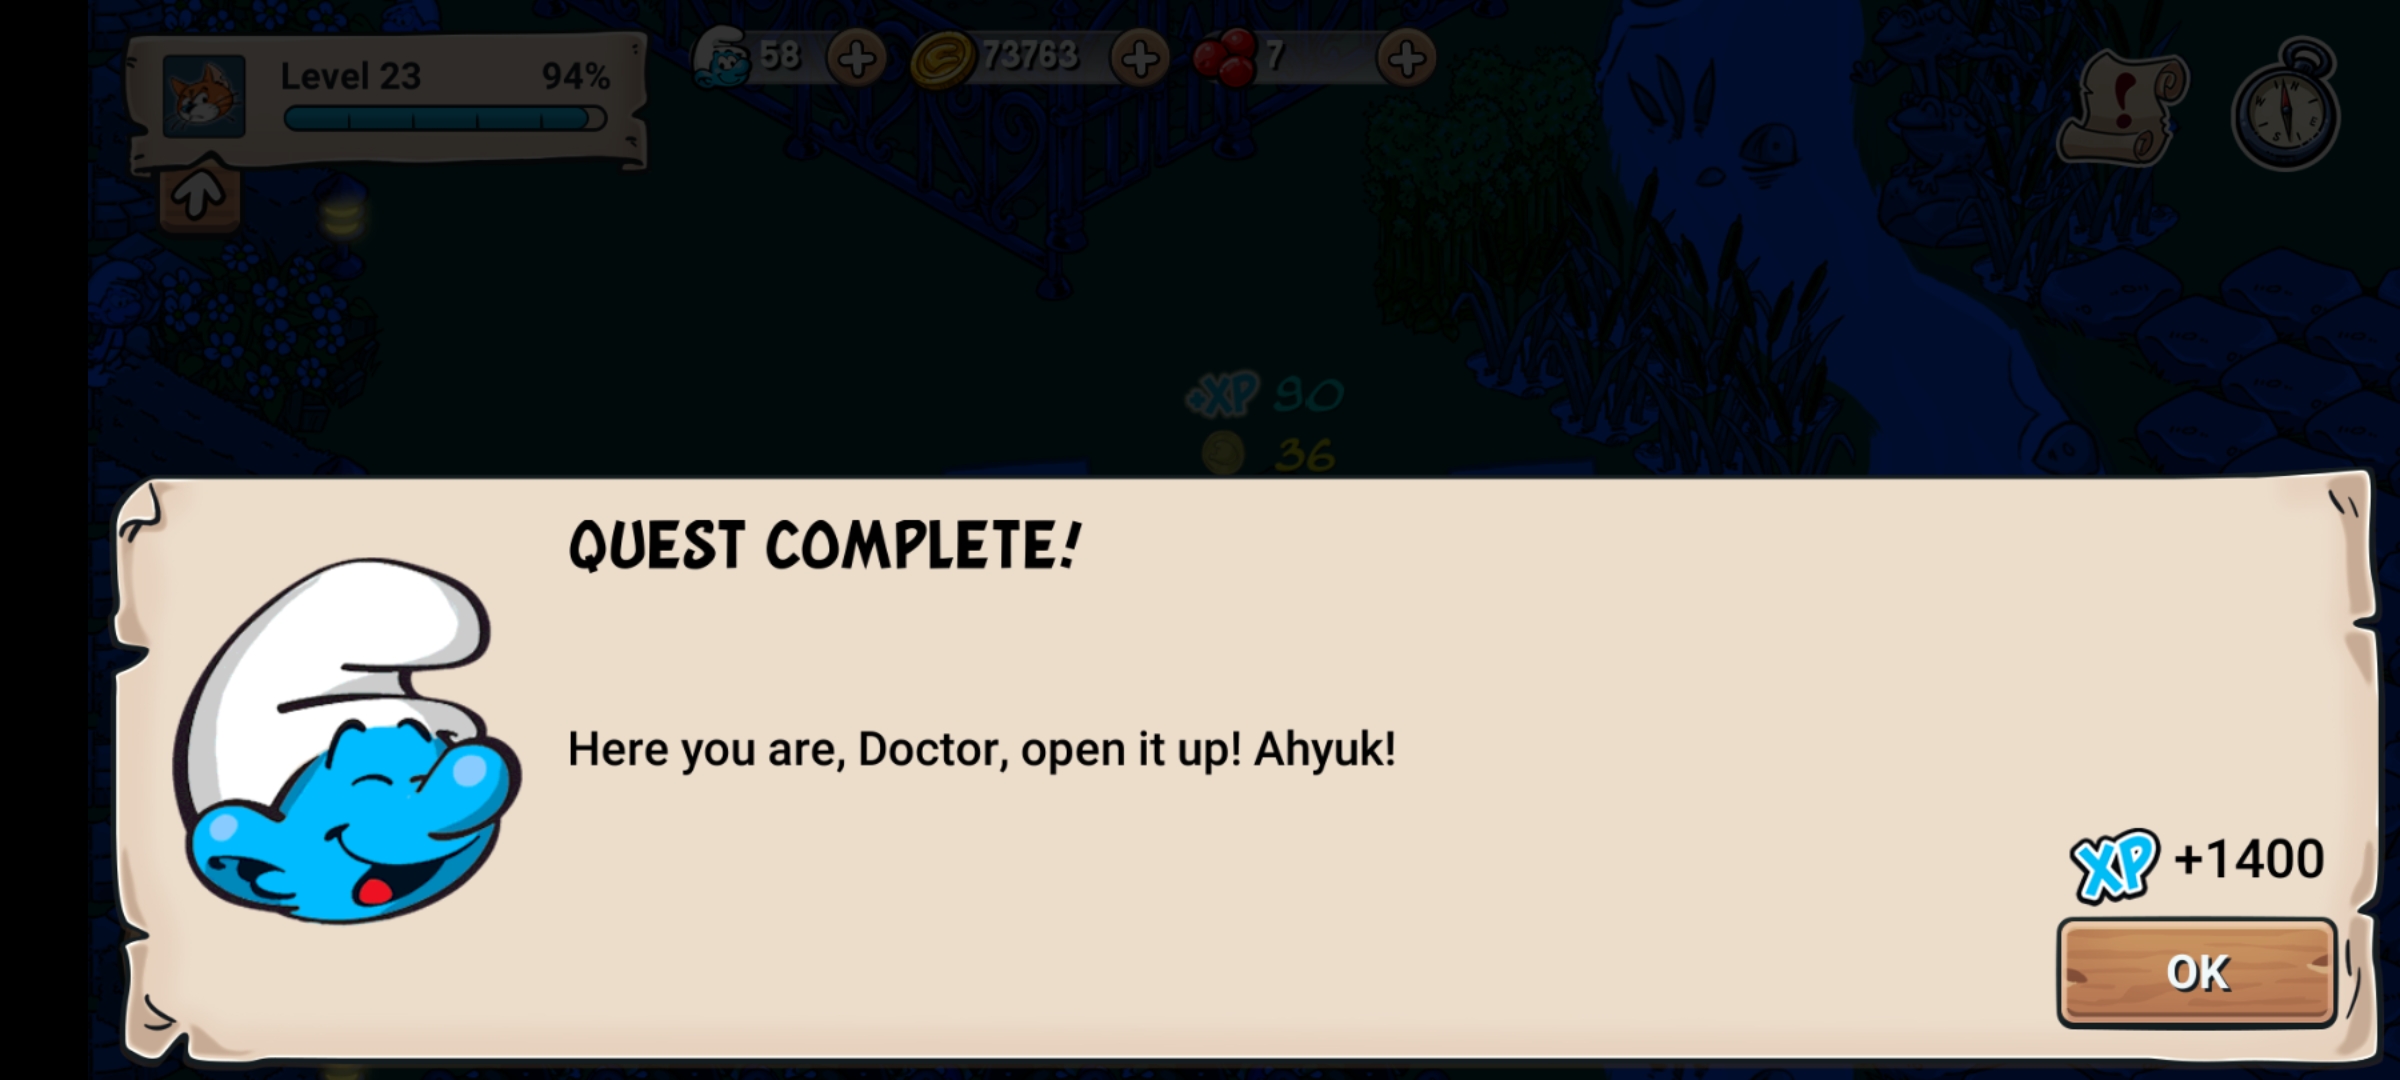 Level 23 94%
58
73763
7
+XP 90
36
QUEST COMPLETE!
Here you are, Doctor, open it up! Ahyuk!
XP +1400
OK